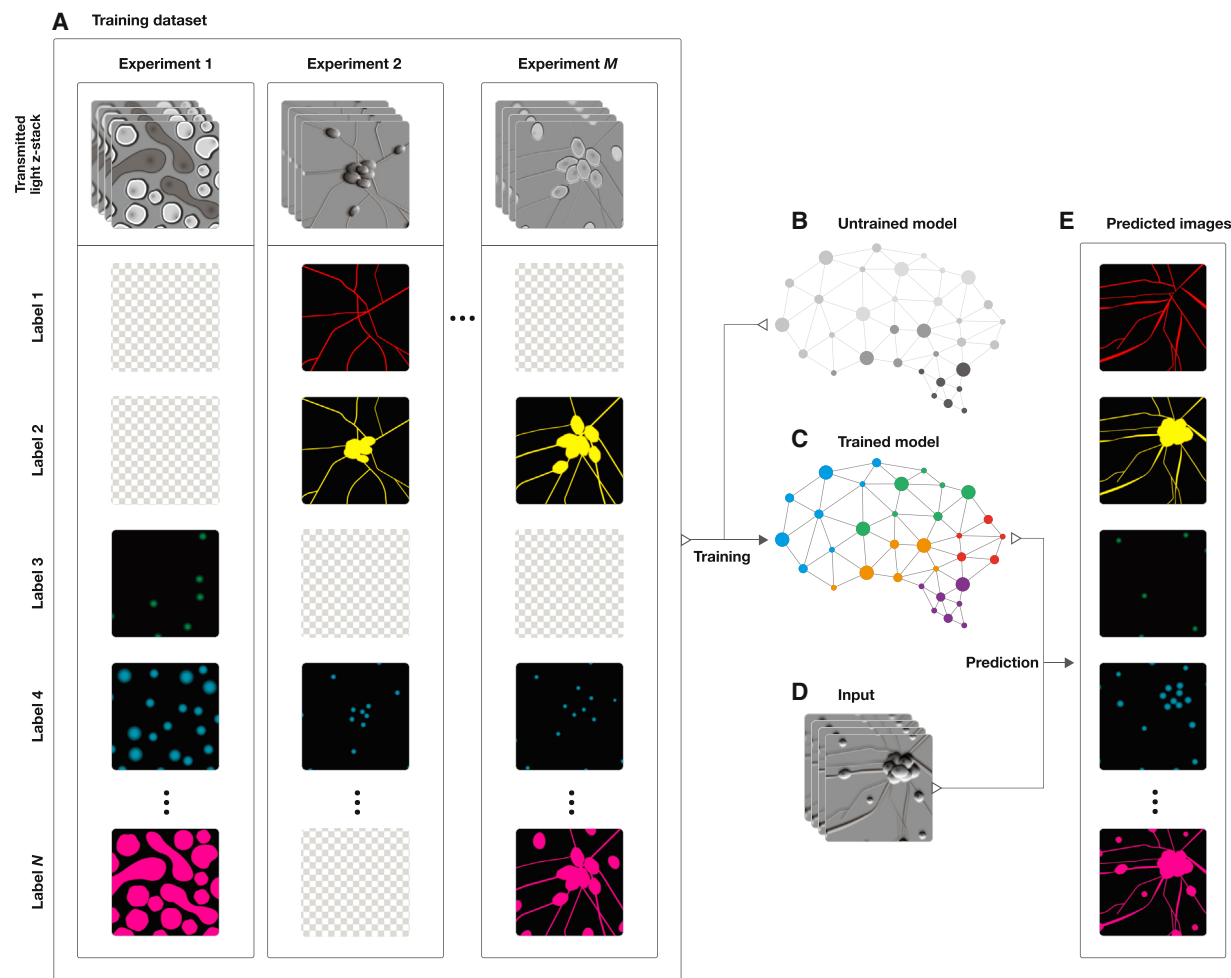 A Training dataset
Experiment 1
Experiment 2
Experiment M
Transmitted
light z-stack
Label 1
Label 2
Label 3
Label 4
Label N
Training
B Untrained model
C Trained model
D Input
Prediction
E Predicted images